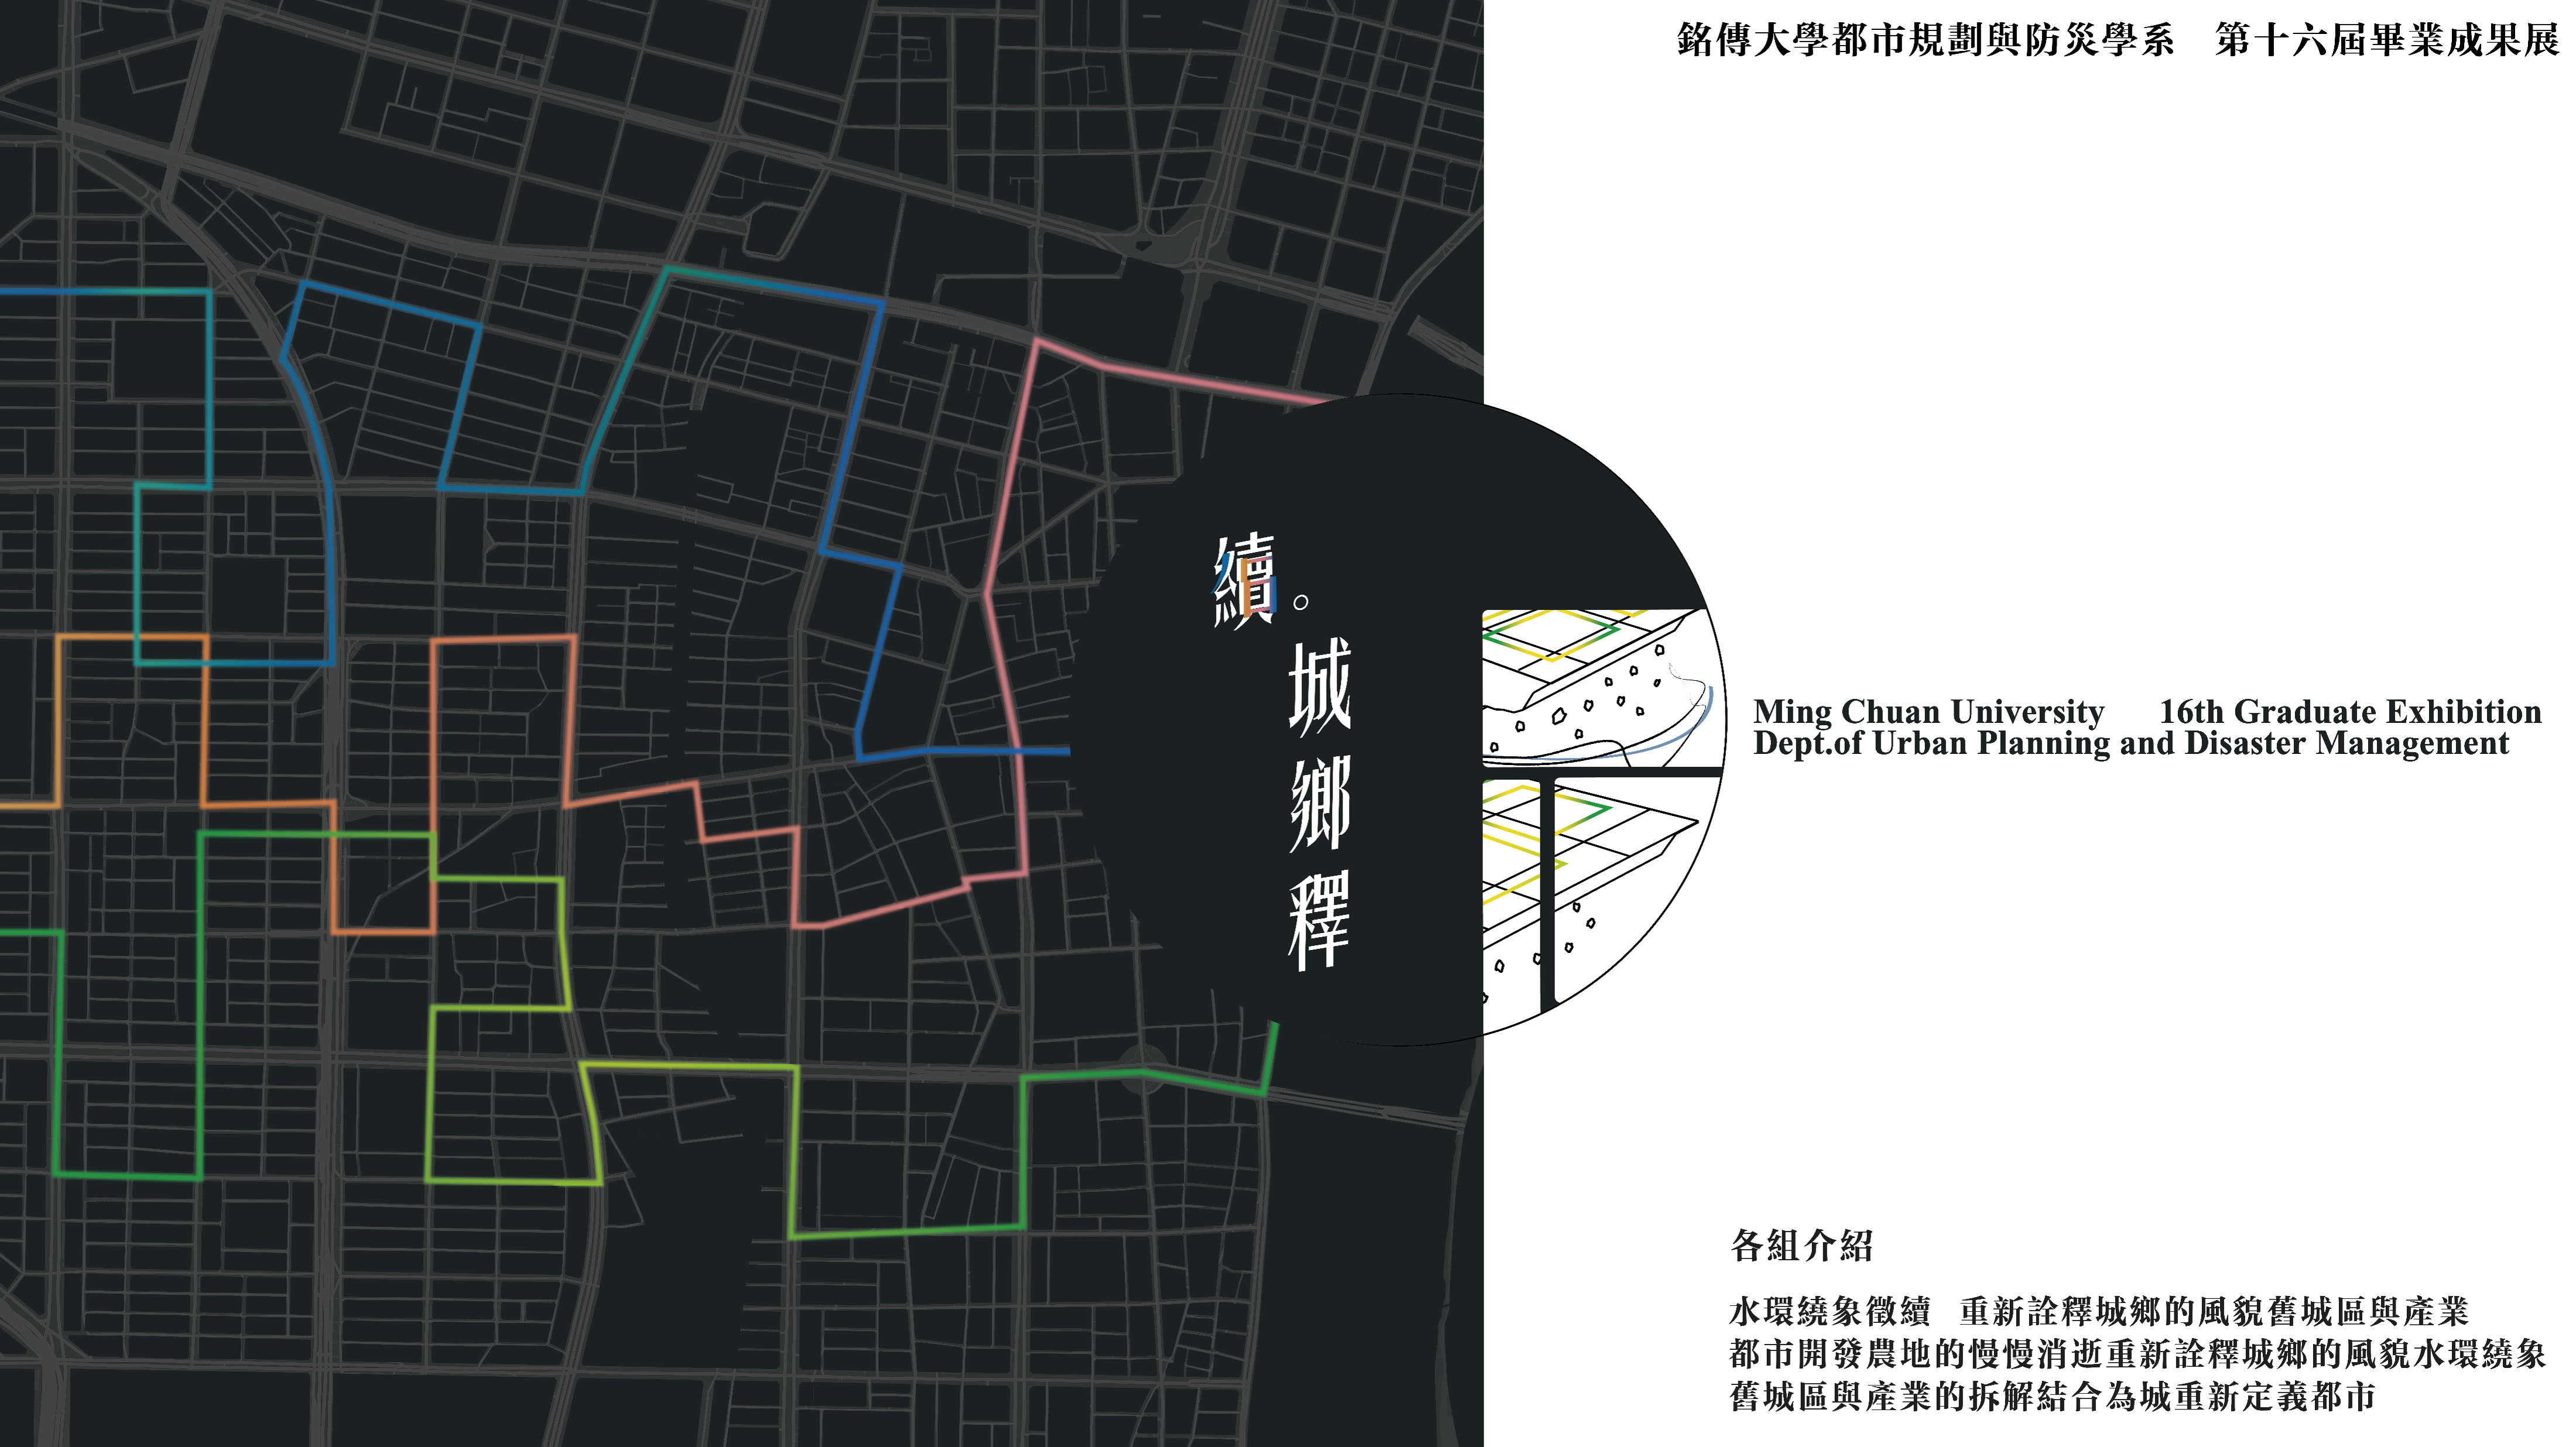 銘傳大學都市規劃與防災學系　第十六屆畢業成果展
續。
城鄉釋
Ming Chuan University　16th Graduate Exhibition
Dept.of Urban Planning and Disaster Management
各組介紹
水環繞象徵續　重新詮釋城鄉的風貌舊城區與產業
都市開發農地的慢慢消逝重新詮釋城鄉的風貌水環繞象
舊城區與產業的拆解結合為城重新定義都市